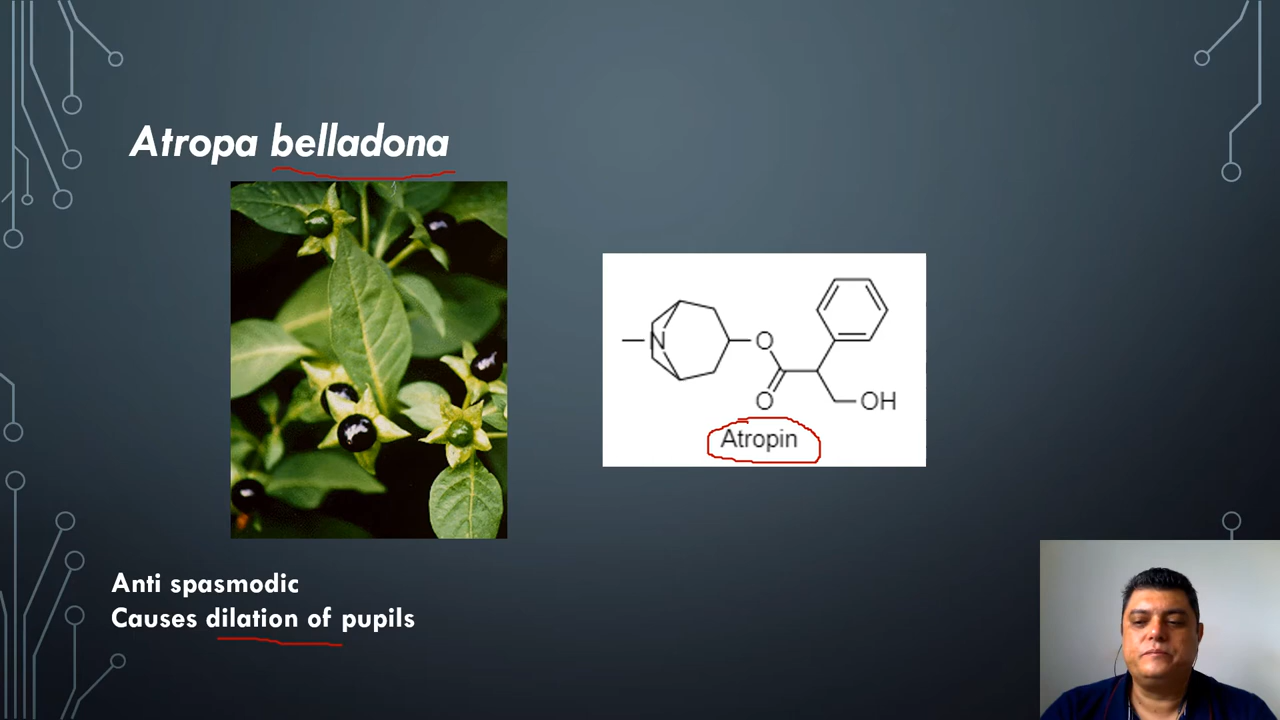 Atropa belladona
N
O
O
OH
Atropin
Anti spasmodic
Causes dilation of pupils